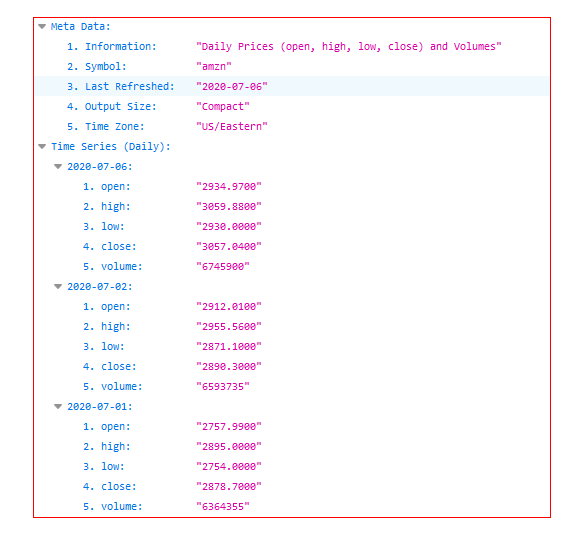 Meta Data:
1. Information: "Daily Prices (open, high, low, close) and Volumes"
2. Symbol: "amzn"
3. Last Refreshed: "2020-07-06"
4. Output Size: "Compact"
5. Time Zone: "US/Eastern"
Time Series (Daily):
2020-07-06:
1. open: "2934.9700"
2. high: "3059.8800"
3. low: "2930.0000"
4. close: "3057.0400"
5. volume: "6745900"
2020-07-02:
1. open: "2912.0100"
2. high: "2955.5600"
3. low: "2871.1000"
4. close: "2890.3000"
5. volume: "6593735"
2020-07-01:
1. open: "2757.9900"
2. high: "2895.0000"
3. low: "2754.0000"
4. close: "2878.7000"
5. volume: "6364355"